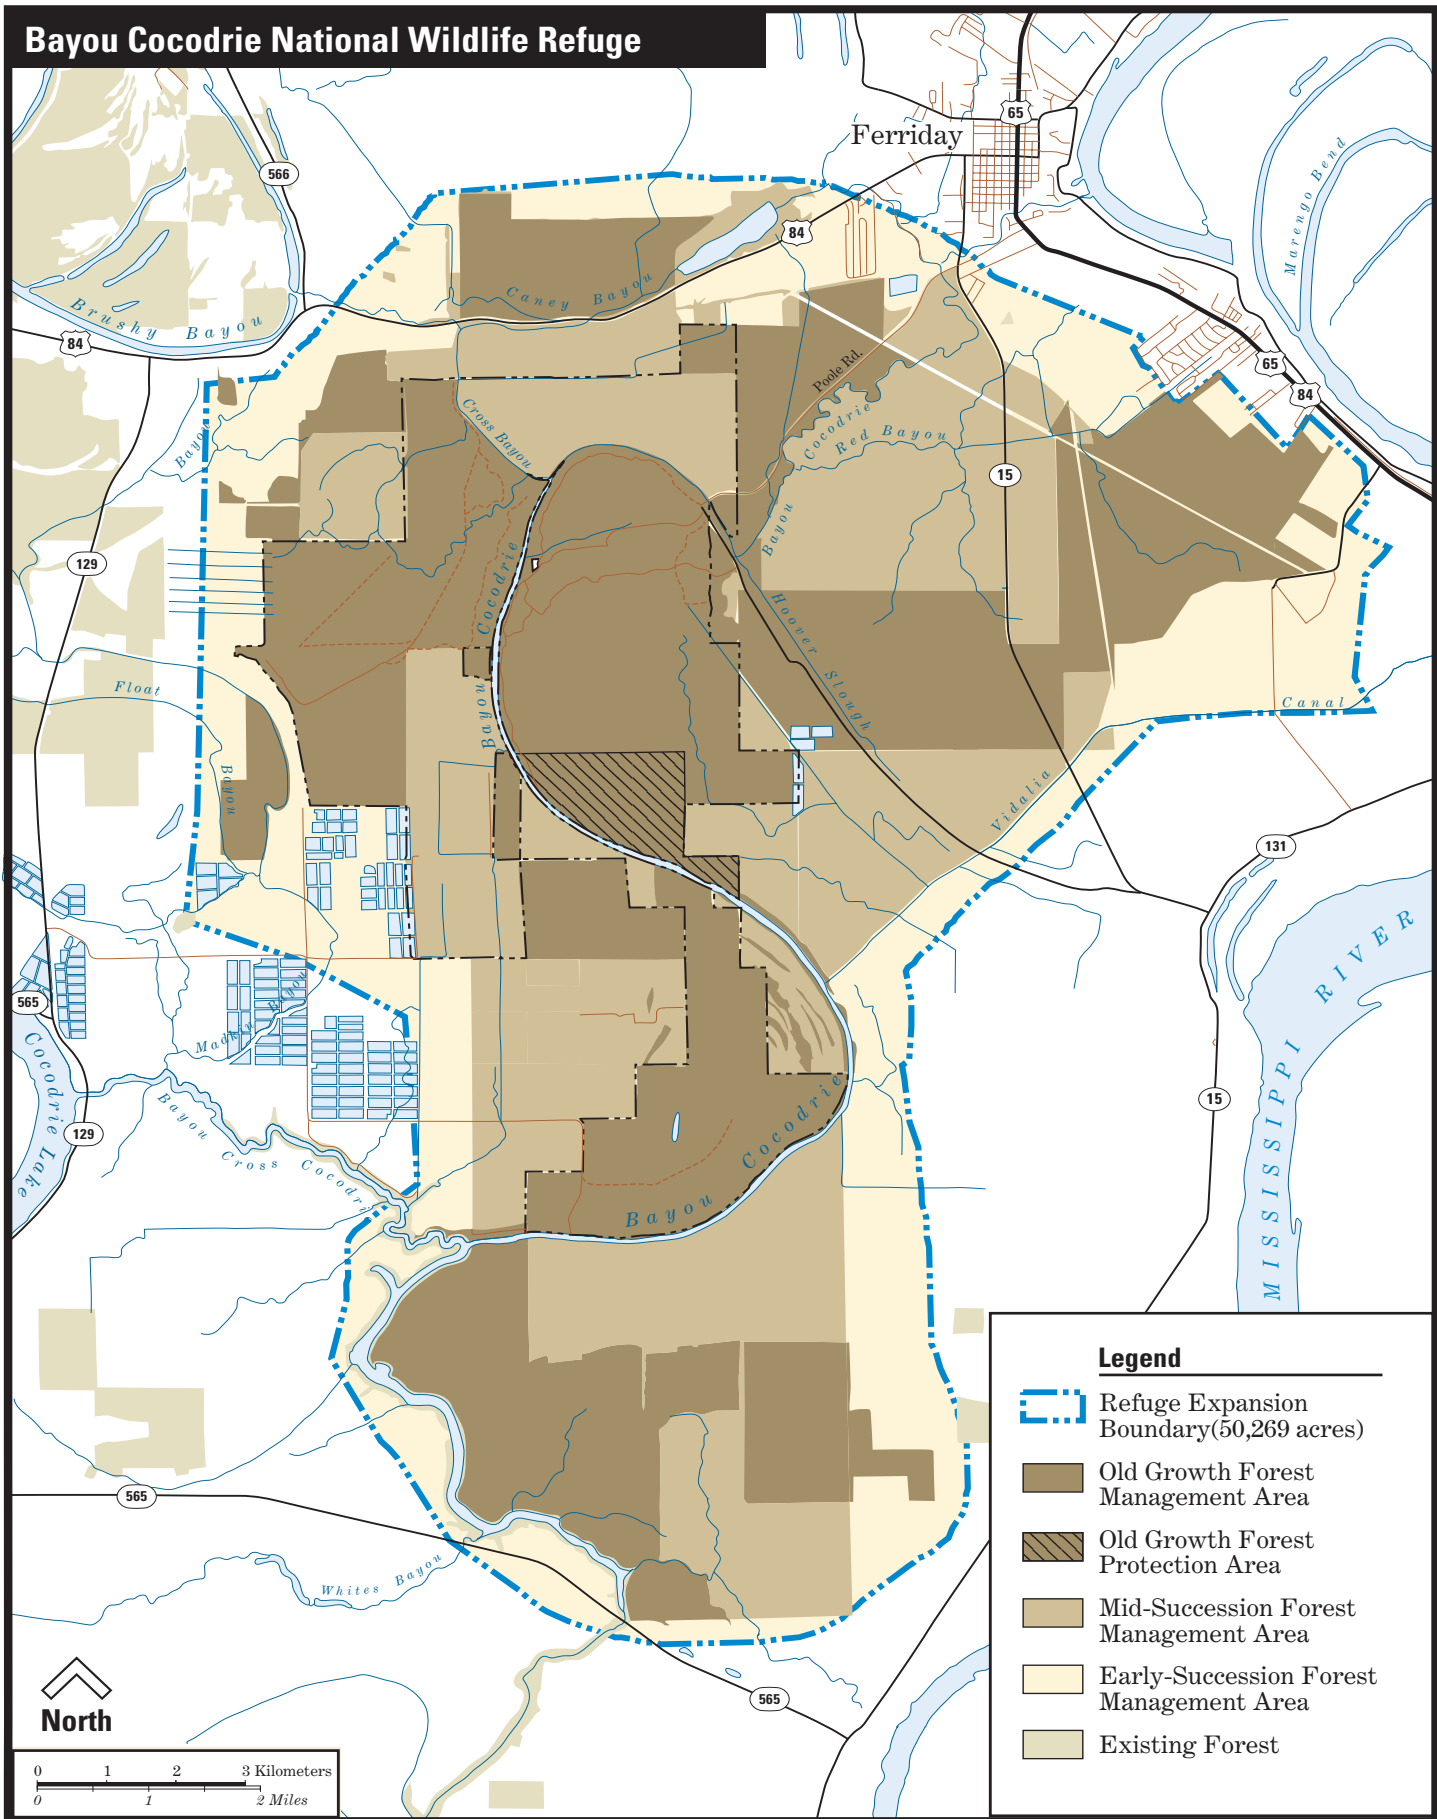 Bayou Cocodrie National Wildlife Refuge
65
Ferriday
566
84
Marengo Bend
Caney Bayou
Brushy Bayou
84
65
84
Poole Rd.
Cross Bayou
Cocodrie
Red Bayou
Bayou
15
Bayou
129
Bayou Cocodrie
Hoover Slough
Float
Bayou
Canal
Vidalia
131
MISSISSIPPI RIVER
565
Madkin Bayou
Cocodrie Lake
129
15
Bayou Cross Cocodri
Bayou Cocodrie
565
Whites Bayou
565
Legend
Refuge Expansion
Boundary(50,269 acres)
Old Growth Forest
Management Area
Old Growth Forest
Protection Area
Mid-Succession Forest
Management Area
Early-Succession Forest
Management Area
Existing Forest
North
0 1 2 3 Kilometers
0 1 2 Miles